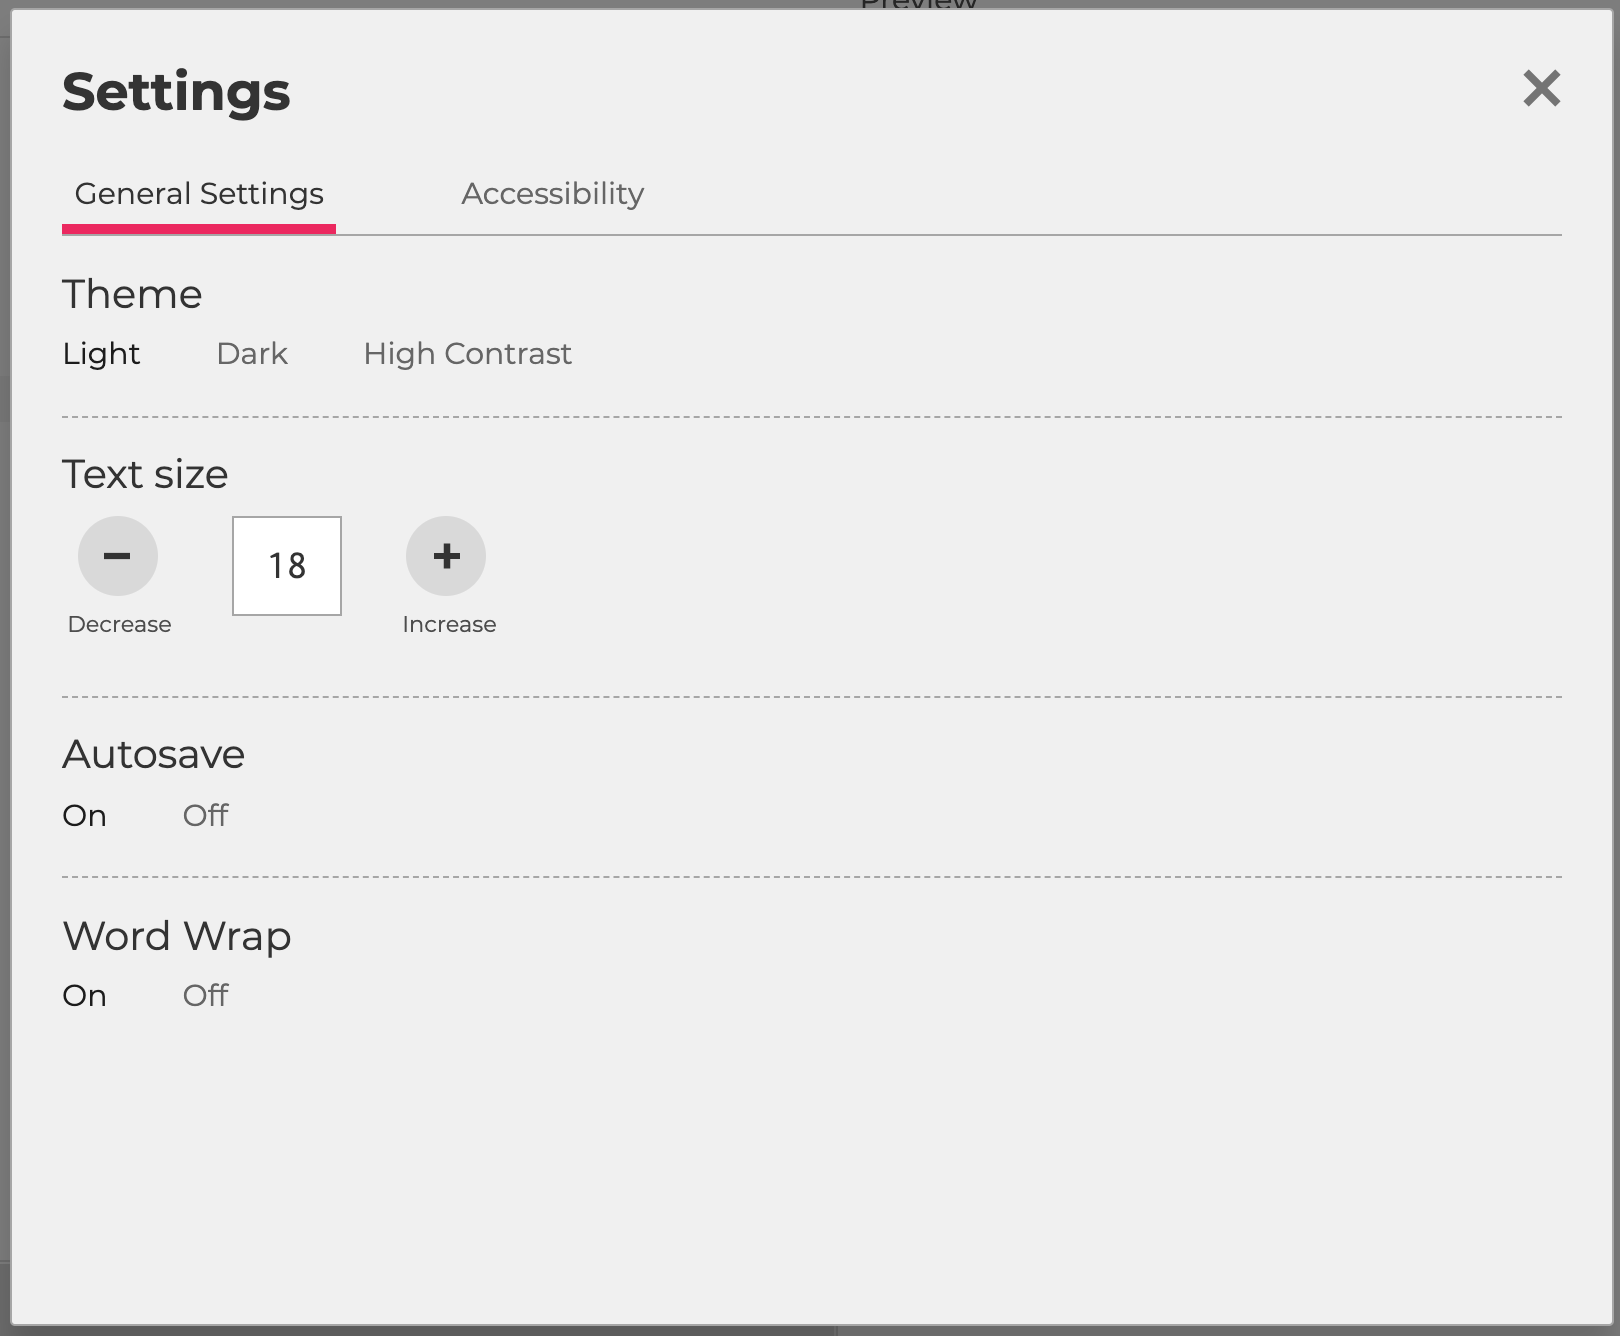 Preview
Settings
General Settings Accessibility
Theme
Light Dark High Contrast
Text size
18
Decrease Increase
Autosave
On Off
Word Wrap
On Off